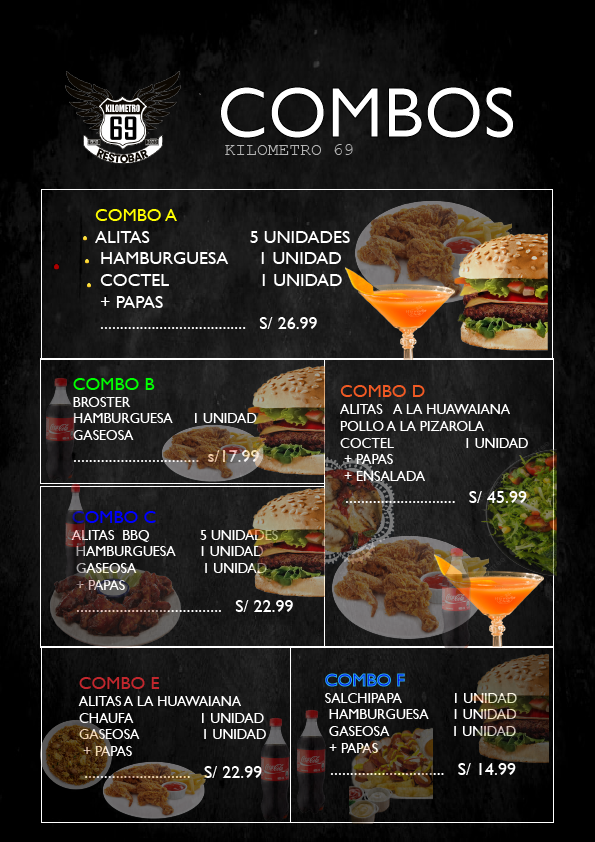 KILOMETRO
69
RESTOBAR
COMBOS
KILOMETRO 69
COMBO A
ALITAS 5 UNIDADES
HAMBURGUESA 1 UNIDAD
COCTEL 1 UNIDAD
+ PAPAS
..................................... S/ 26.99
COMBO B
BROSTER
HAMBURGUESA 1 UNIDAD
GASEOSA
................................ s/17.99
COMBO C
ALITAS BBQ 5 UNIDADES
HAMBURGUESA 1 UNIDAD
GASEOSA 1 UNIDAD
+ PAPAS
..................................... S/ 22.99
COMBO D
ALITAS A LA HUAWAIANA
POLLO A LA PIZAROLA
COCTEL 1 UNIDAD
+ PAPAS
+ ENSALADA
............................ S/ 45.99
COMBO E
ALITAS A LA HUAWAIANA
CHAUFA 1 UNIDAD
GASEOSA 1 UNIDAD
+ PAPAS
........................... S/ 22.99
COMBO F
SALCHIPAPA 1 UNIDAD
HAMBURGUESA 1 UNIDAD
GASEOSA 1 UNIDAD
+ PAPAS
............................. S/ 14.99